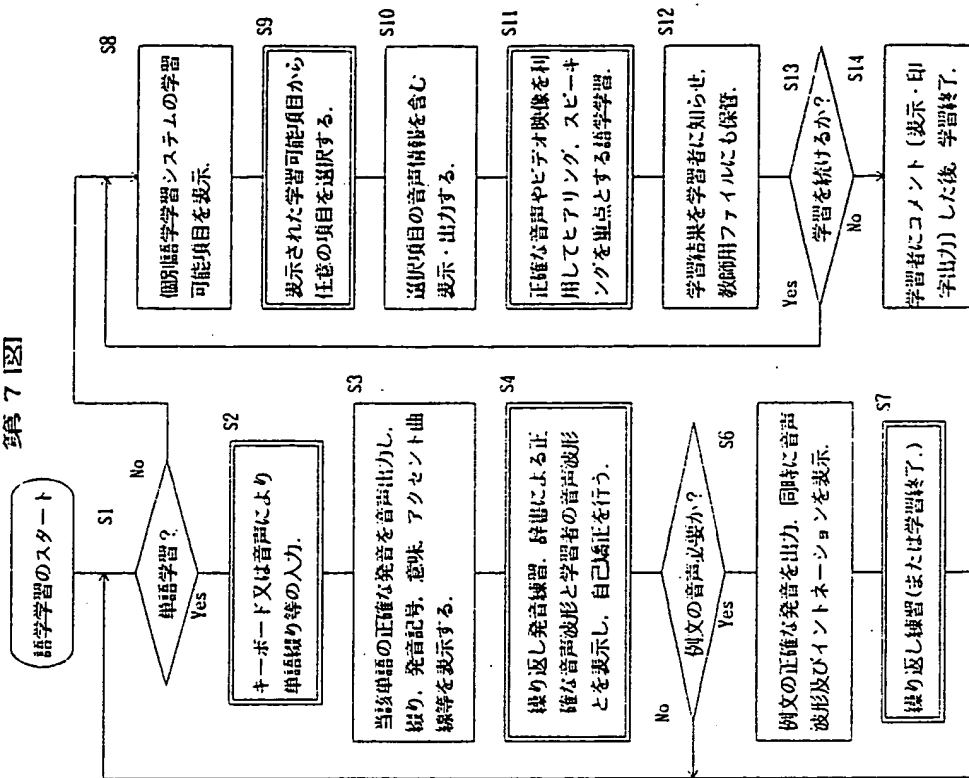 第7図
語学学習のスタート
S1
単語学習?
No
Yes
S2
キーボード又は音声により
単語綴り等の入力.
S3
当該単語の正確な発音を音声出力し,
綴り, 発音記号, 意味, アクセント曲
線等を表示する.
S4
繰り返し発音練習, 辞書による正
確な音声波形と学習者の音声波形
とを表示し, 自己矯正を行う.
例文の音声必要か?
S6
No
Yes
例文の正確な発音を出力, 同時に音声
波形及びイントネーションを表示.
S7
繰り返し練習(または学習終了.)
S8
個別語学学習システムの学習
可能項目を表示.
S9
表示された学習可能項目から
任意の項目を選択する.
S10
選択項目の音声情報を含む
表示・出力する.
S11
正確な音声やビデオ映像を利
用してヒアリング, スピーキ
ングを重点とする語学学習.
S12
学習結果を学習者に知らせ,
教師用ファイルにも保管.
S13
学習を続けるか?
Yes
No
S14
学習者にコメント(表示・印
字出力)した後, 学習終了.